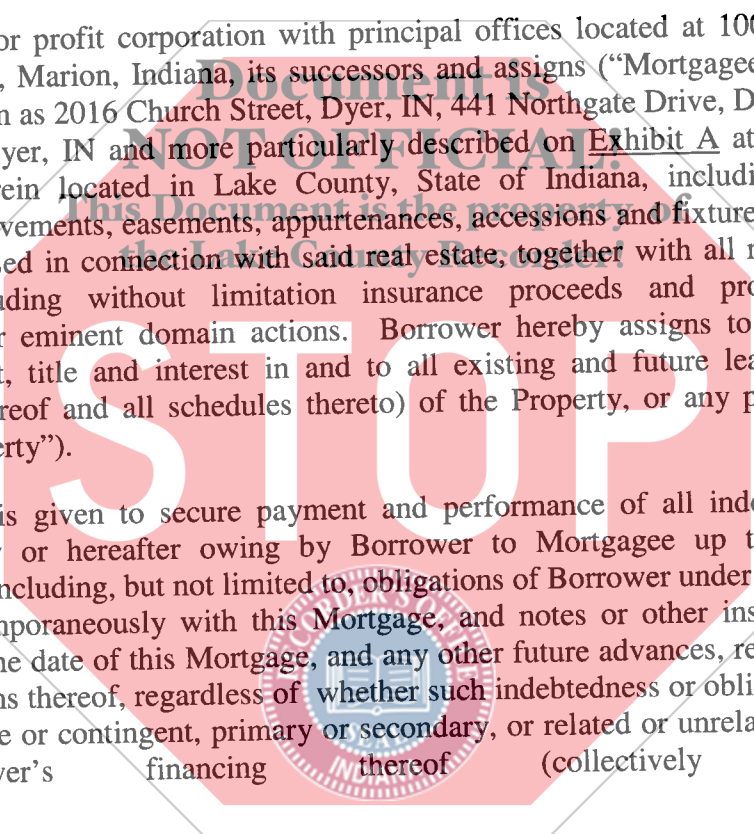 or profit corporation with principal offices located at 100
, Marion, Indiana, its successors and assigns (“Mortgagee
Document is
n as 2016 Church Street, Dyer, IN, 441 Northgate Drive, D
NOT OFFICIAL!
yer, IN and more particularly described on Exhibit A at
rein located in Lake County, State of Indiana, includi
This Document is the property of
vements, easements, appurtenances, accessions and fixture
the Lake County Recorder!
sed in connection with said real estate, together with all r
ading without limitation insurance proceeds and pro
r eminent domain actions. Borrower hereby assigns to
t, title and interest in and to all existing and future lea
reof and all schedules thereto) of the Property, or any p
erty”).
STOP
is given to secure payment and performance of all inde
or hereafter owing by Borrower to Mortgagee up t
ncluding, but not limited to, obligations of Borrower under
mporaneously with this Mortgage, and notes or other ins
ne date of this Mortgage, and any other future advances, re
ns thereof, regardless of whether such indebtedness or obli
e or contingent, primary or secondary, or related or unrela
ver’s financing thereof (collectively
SEAL
INDIANA